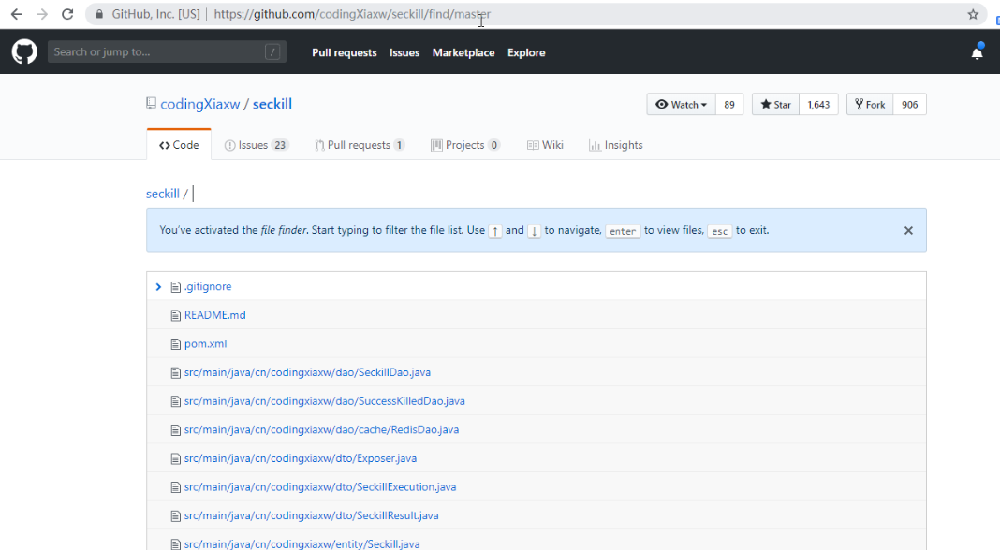 GitHub, Inc. [US] | https://github.com/codingXiaxw/seckill/find/master
Search or jump to... / Pull requests Issues Marketplace Explore
codingXiaxw / seckill Watch 89 Star 1,643 Fork 906
Code Issues 23 Pull requests 1 Projects 0 Wiki Insights
seckill /
You've activated the file finder. Start typing to filter the file list. Use ↑ and ↓ to navigate, enter to view files, esc to exit.
.gitignore
README.md
pom.xml
src/main/java/cn/codingxiaxw/dao/SeckillDao.java
src/main/java/cn/codingxiaxw/dao/SuccessKilledDao.java
src/main/java/cn/codingxiaxw/dao/cache/RedisDao.java
src/main/java/cn/codingxiaxw/dto/Exposer.java
src/main/java/cn/codingxiaxw/dto/SeckillExecution.java
src/main/java/cn/codingxiaxw/dto/SeckillResult.java
src/main/java/cn/codingxiaxw/entity/Seckill.java